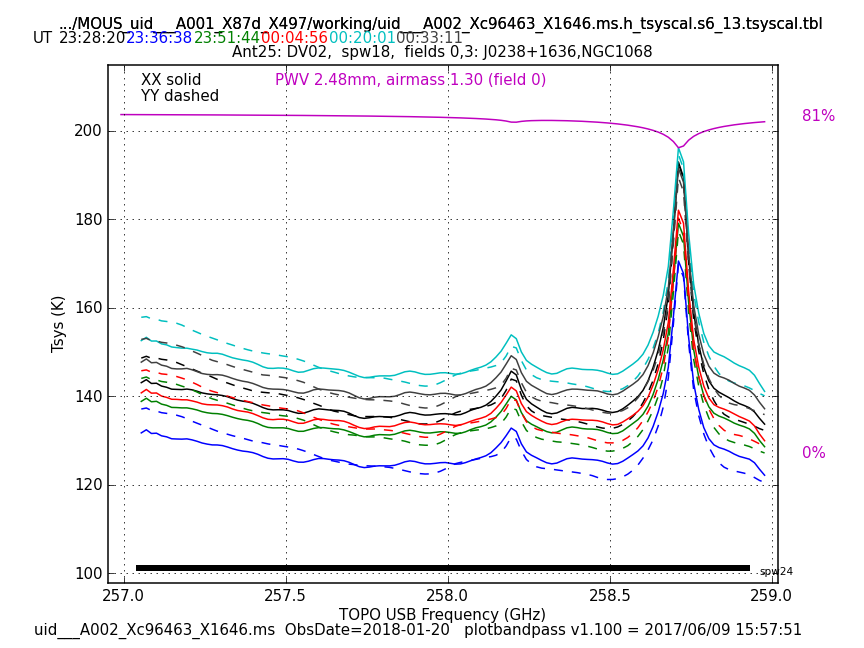 .../MOUS_uid___A001_X87d_X497/working/uid___A002_Xc96463_X1646.ms.h_tsyscal.s6_13.tsyscal.tbl
UT 23:28:20 23:36:38 23:51:44 00:04:56 00:20:01 00:33:11
Ant25: DV02, spw18, fields 0,3: J0238+1636,NGC1068
XX solid PWV 2.48mm, airmass 1.30 (field 0)
YY dashed
81%
200
180
160
Tsys (K)
140
0%
120
100
spw24
257.0 257.5 258.0 258.5 259.0
TOPO USB Frequency (GHz)
uid___A002_Xc96463_X1646.ms ObsDate=2018-01-20 plotbandpass v1.100 = 2017/06/09 15:57:51